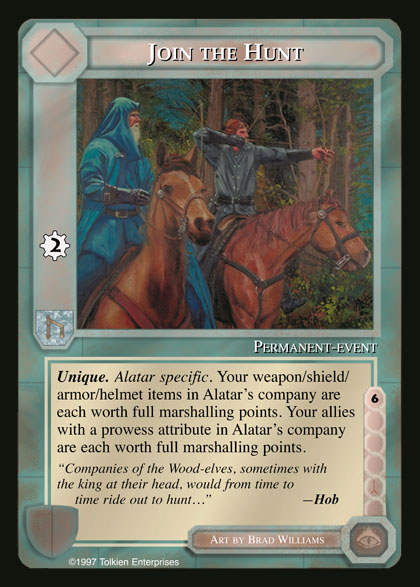 JOIN THE HUNT
2
PERMANENT-EVENT
Unique. Alatar specific. Your weapon/shield/
armor/helmet items in Alatar’s company are
each worth full marshalling points. Your allies
with a prowess attribute in Alatar’s company
are each worth full marshalling points.
6
“Companies of the Wood-elves, sometimes with
the king at their head, would from time to
time ride out to hunt…” –Hob
ART BY BRAD WILLIAMS
©1997 Tolkien Enterprises